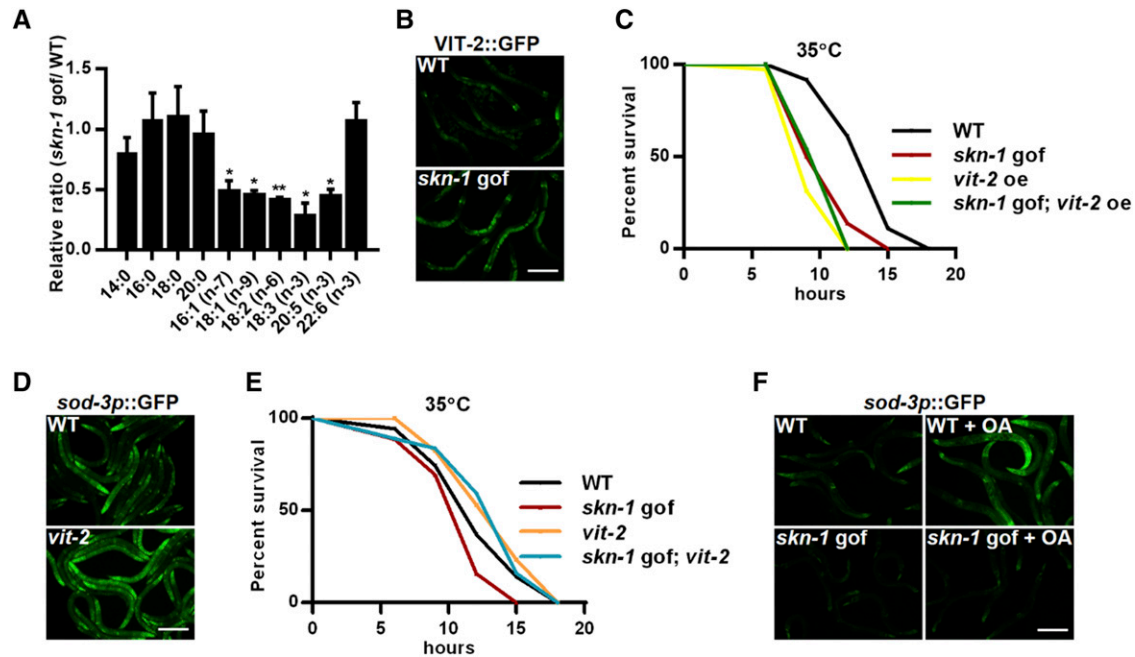 A
Relative ratio (skn-1 gof/ WT)
1.5
1.0
0.5
0.0
*
*
**
*
*
14:0
16:0
18:0
20:0
16:1 (n-7)
18:1 (n-9)
18:2 (n-6)
18:3 (n-3)
20:5 (n-3)
22:6 (n-3)
B
VIT-2::GFP
WT
skn-1 gof
C
35°C
Percent survival
100
50
0
0
5
10
15
20
hours
WT
skn-1 gof
vit-2 oe
skn-1 gof; vit-2 oe
D
sod-3p::GFP
WT
vit-2
E
35°C
Percent survival
100
50
0
0
5
10
15
20
hours
WT
skn-1 gof
vit-2
skn-1 gof; vit-2
F
sod-3p::GFP
WT
WT + OA
skn-1 gof
skn-1 gof + OA